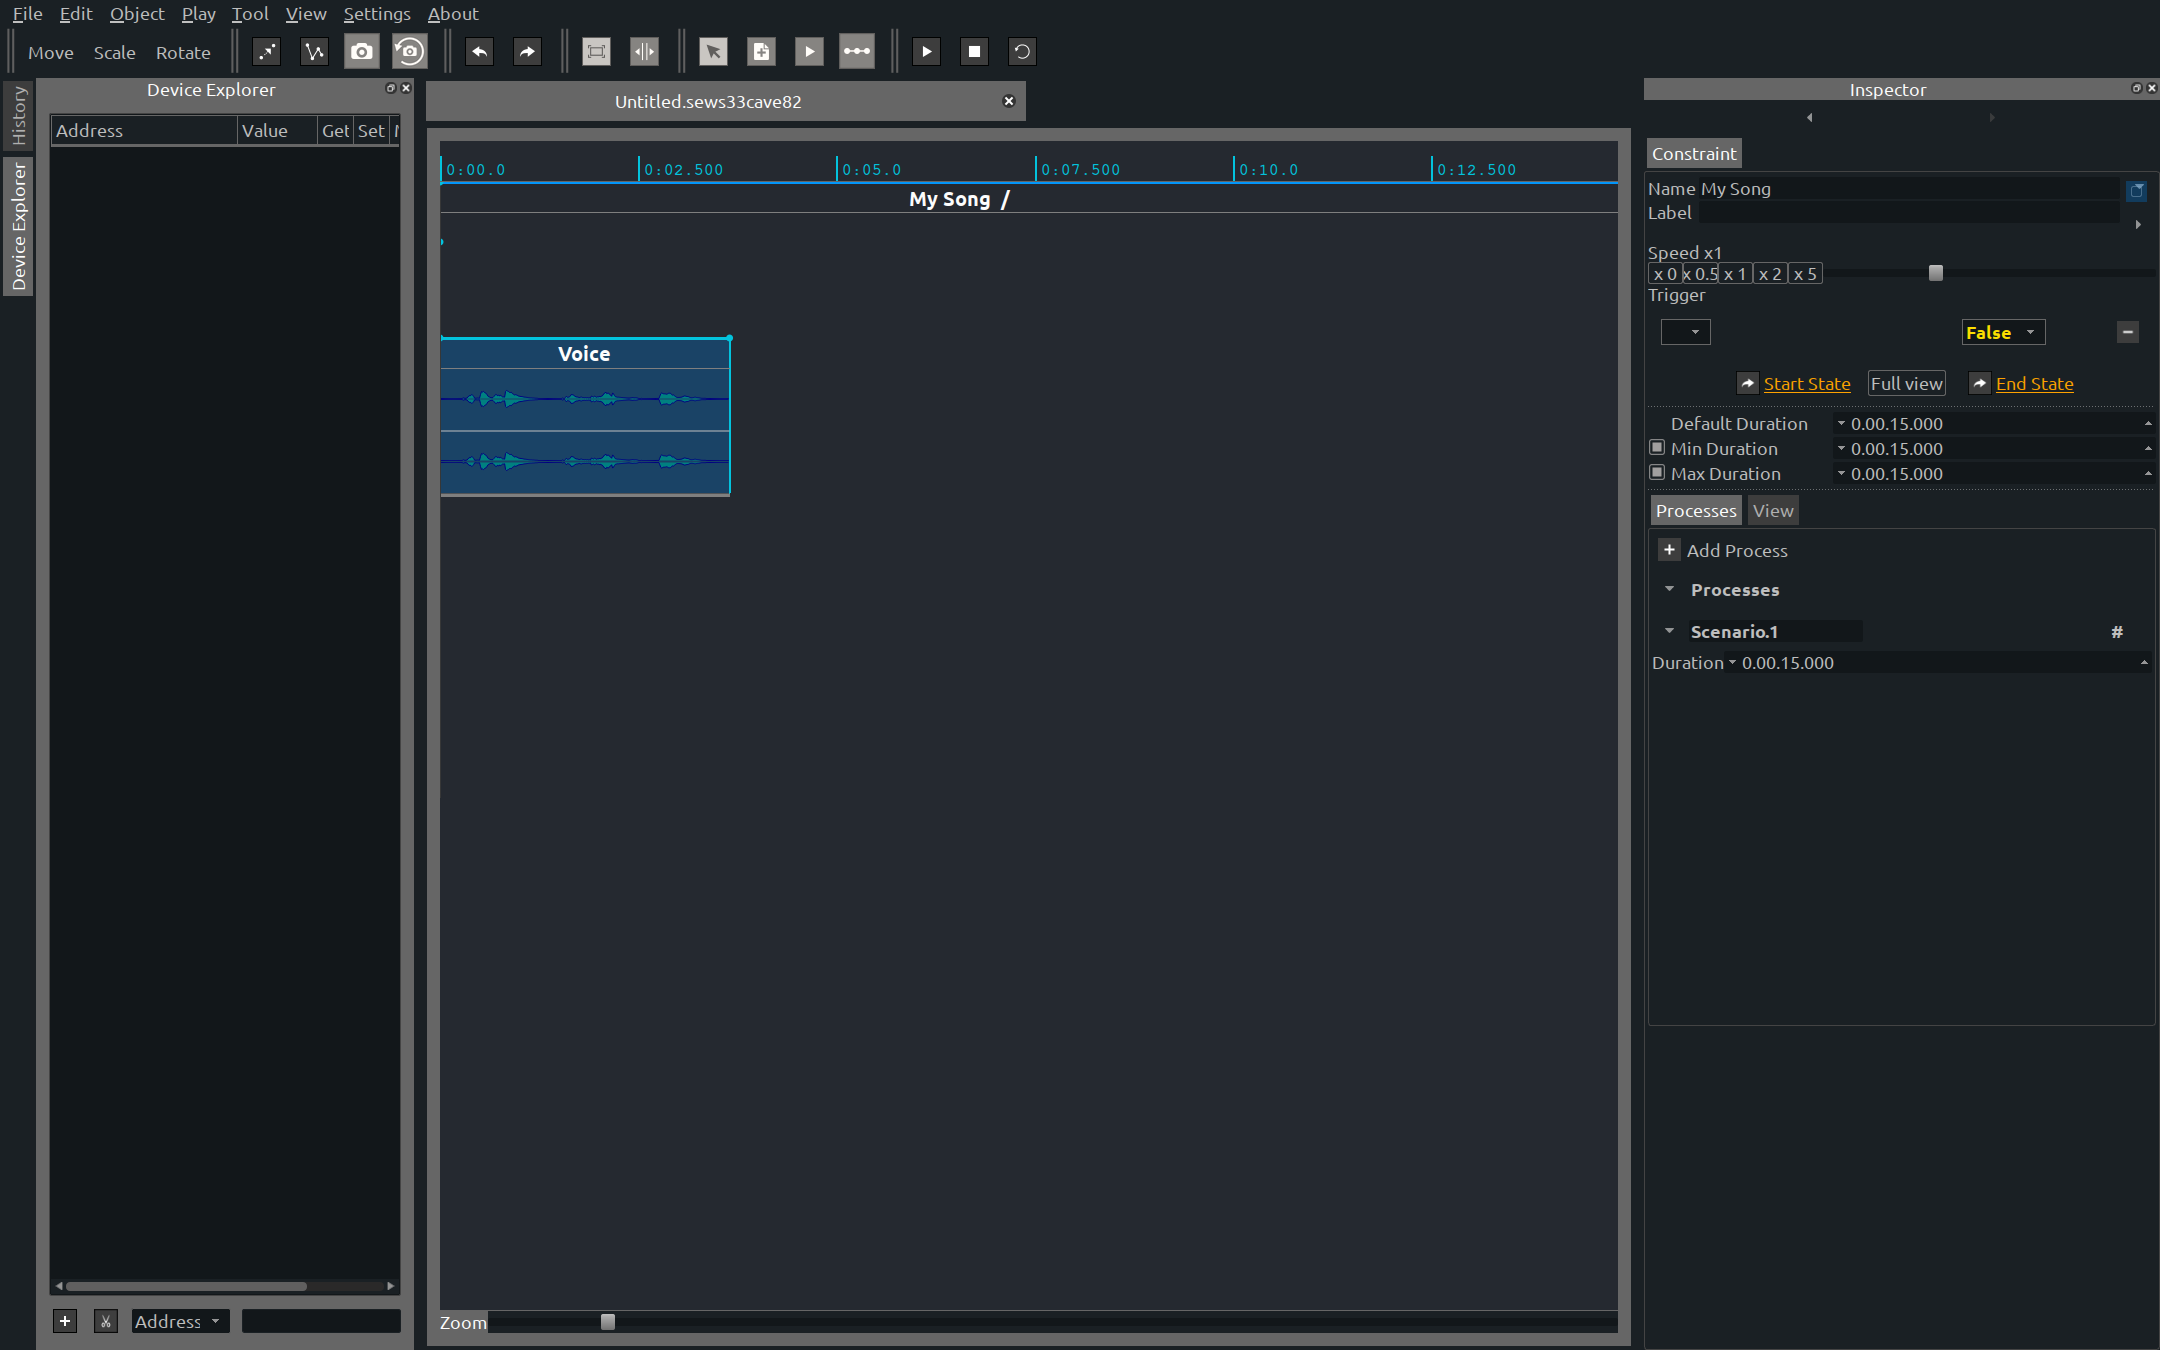 File Edit Object Play Tool View Settings About
Move Scale Rotate
History
Device Explorer
Device Explorer
Address Value Get Set
Address
Untitled.sews33cave82
0:00.0 0:02.500 0:05.0 0:07.500 0:10.0 0:12.500
My Song /
Voice
Zoom
Inspector
Constraint
Name My Song
Label
Speed x1
x 0 x 0.5 x 1 x 2 x 5
Trigger
False
Start State Full view End State
Default Duration 0.00.15.000
Min Duration 0.00.15.000
Max Duration 0.00.15.000
Processes View
+ Add Process
Processes
Scenario.1 #
Duration 0.00.15.000